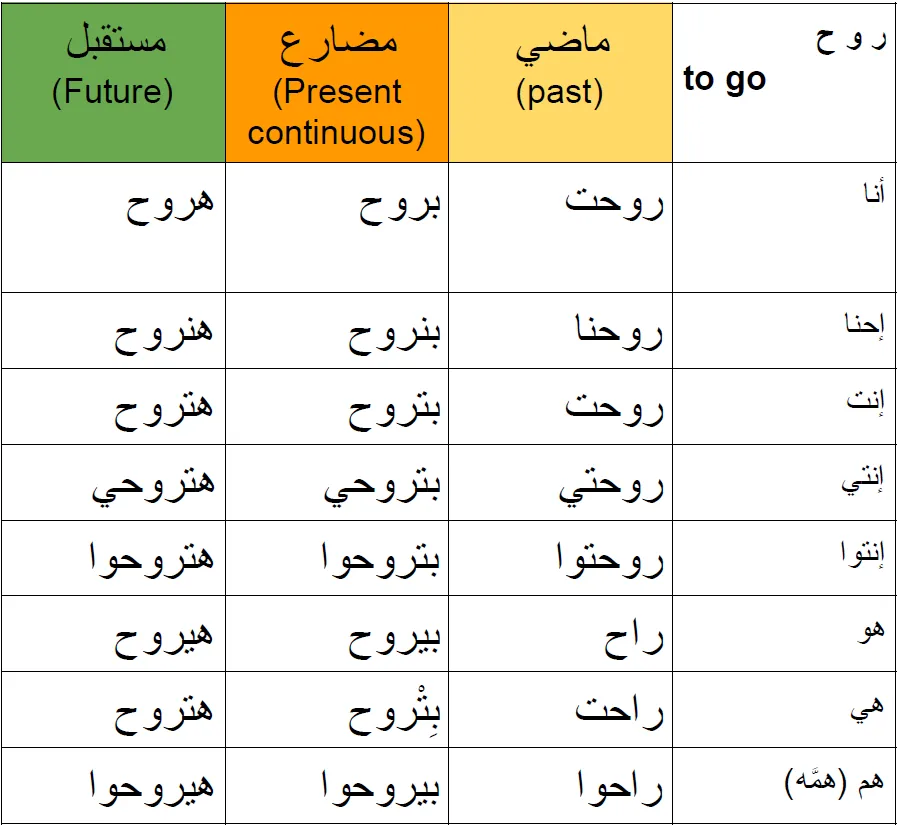 ر و ح
to go
ماضي
(past)
مضارع
(Present
continuous)
مستقبل
(Future)
أنا
روحت
بروح
هروح
إحنا
روحنا
بنروح
هنروح
إنت
روحت
بتروح
هتروح
إنتي
روحتي
بتروحي
هتروحي
إنتوا
روحتوا
بتروحوا
هتروحوا
هو
راح
بيروح
هيروح
هي
راحت
بِتْروح
هتروح
هم (همَّه)
راحوا
بيروحوا
هيروحوا